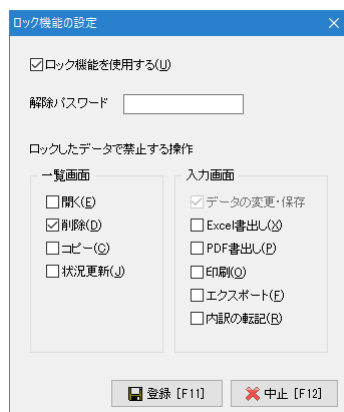 ロック機能の設定
ロック機能を使用する(U)
解除パスワード
ロックしたデータで禁止する操作
一覧画面
開く(E)
削除(D)
コピー(C)
状況更新(J)
入力画面
データの変更・保存
Excel書出し(X)
PDF書出し(P)
印刷(O)
エクスポート(F)
内訳の転記(R)
登録 [F11]
中止 [F12]